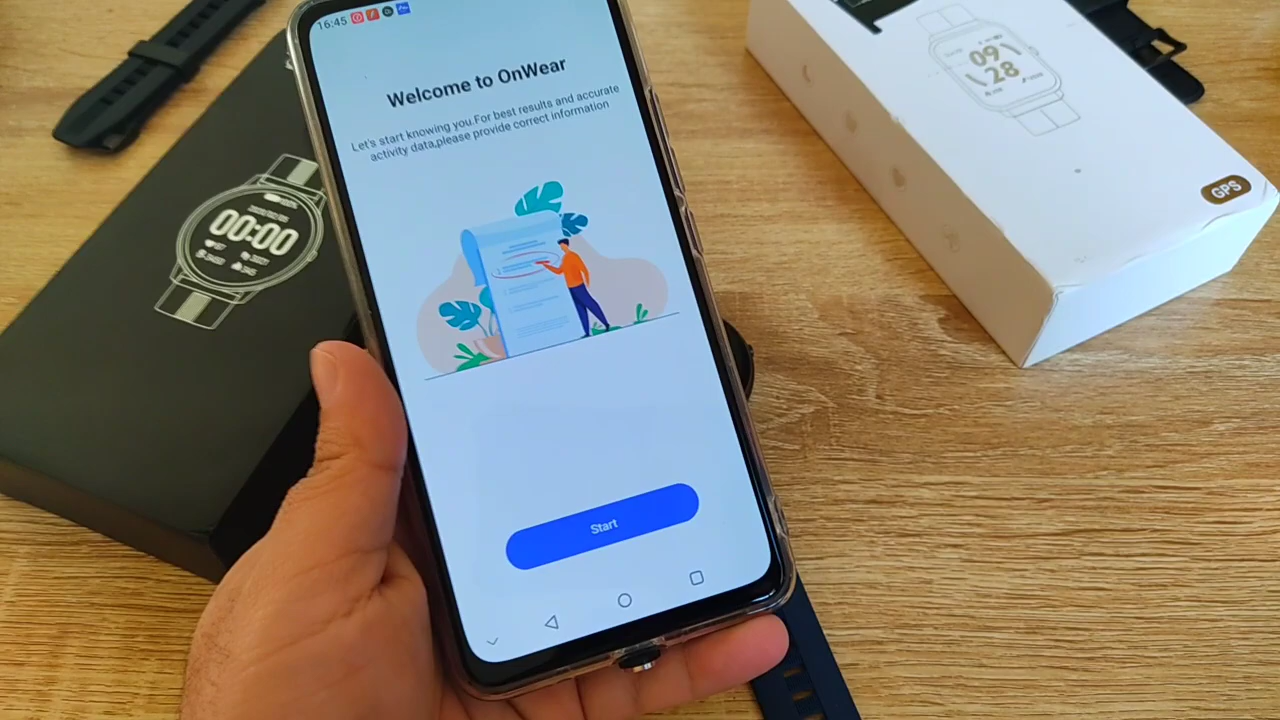 16:45
Welcome to OnWear
Let's start knowing you.For best results and accurate
activity data,please provide correct information
Start
00:00
09
28
GPS